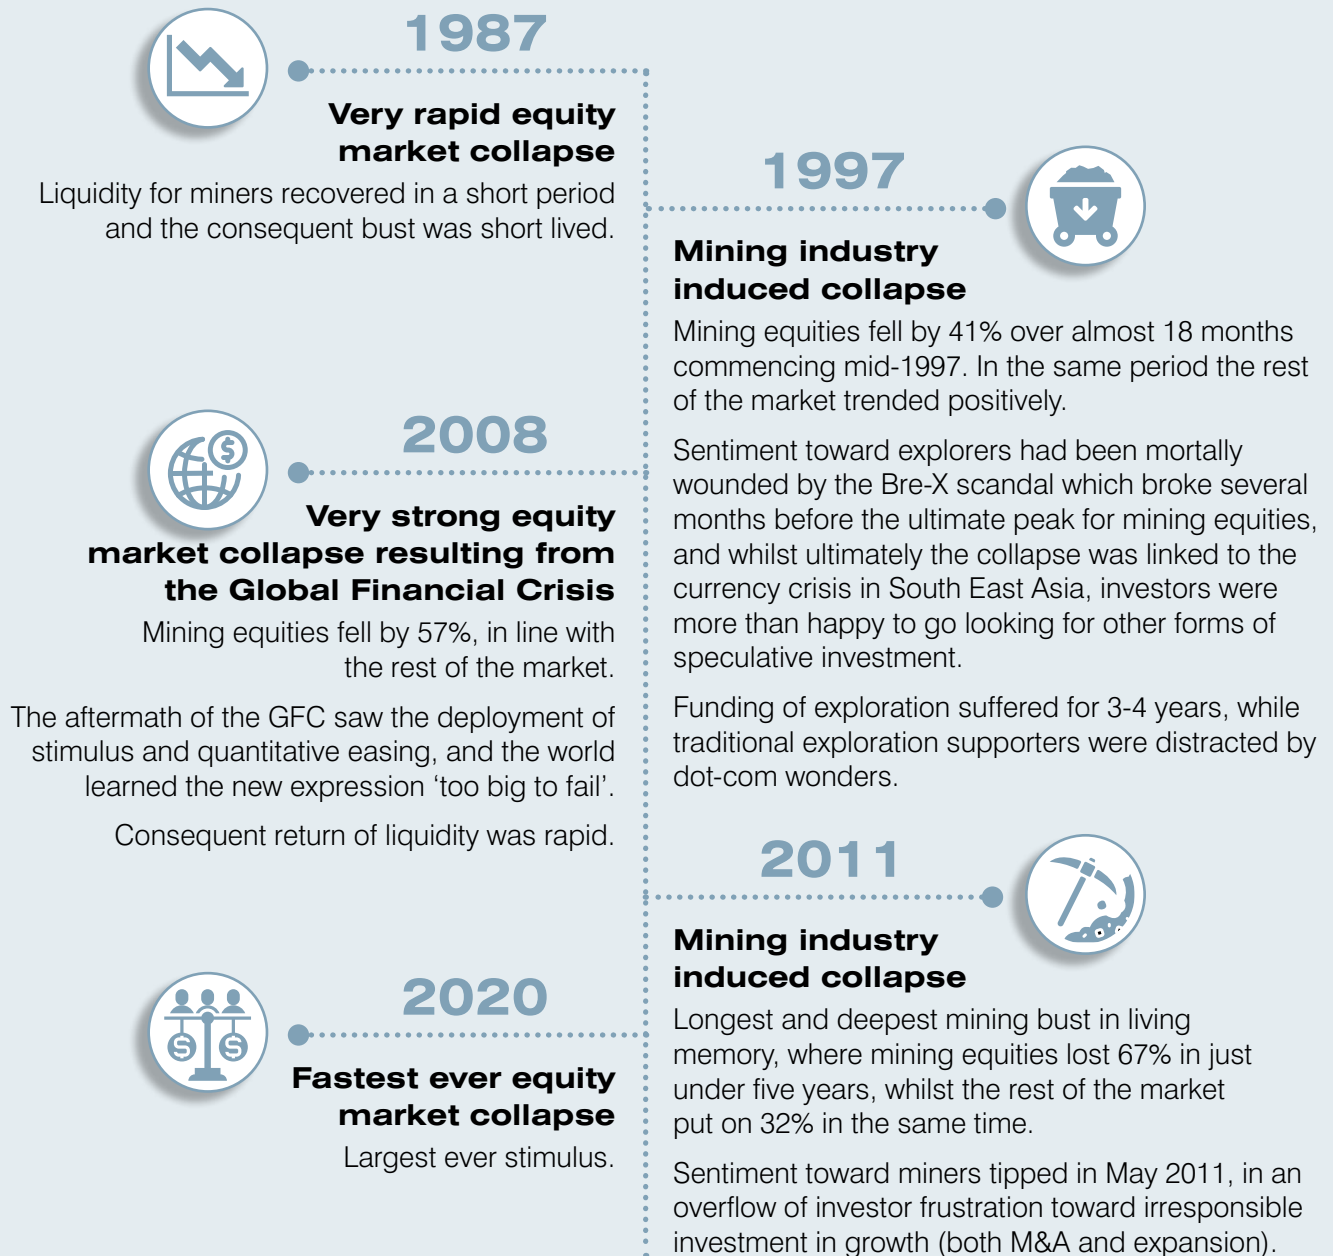 1987
Very rapid equity
market collapse
Liquidity for miners recovered in a short period
and the consequent bust was short lived.
1997
Mining industry
induced collapse
Mining equities fell by 41% over almost 18 months
commencing mid-1997. In the same period the rest
of the market trended positively.
Sentiment toward explorers had been mortally
wounded by the Bre-X scandal which broke several
months before the ultimate peak for mining equities,
and whilst ultimately the collapse was linked to the
currency crisis in South East Asia, investors were
more than happy to go looking for other forms of
speculative investment.
Funding of exploration suffered for 3-4 years, while
traditional exploration supporters were distracted by
dot-com wonders.
2008
Very strong equity
market collapse resulting from
the Global Financial Crisis
Mining equities fell by 57%, in line with
the rest of the market.
The aftermath of the GFC saw the deployment of
stimulus and quantitative easing, and the world
learned the new expression ‘too big to fail’.
Consequent return of liquidity was rapid.
2011
Mining industry
induced collapse
Longest and deepest mining bust in living
memory, where mining equities lost 67% in just
under five years, whilst the rest of the market
put on 32% in the same time.
Sentiment toward miners tipped in May 2011, in an
overflow of investor frustration toward irresponsible
investment in growth (both M&A and expansion).
2020
Fastest ever equity
market collapse
Largest ever stimulus.